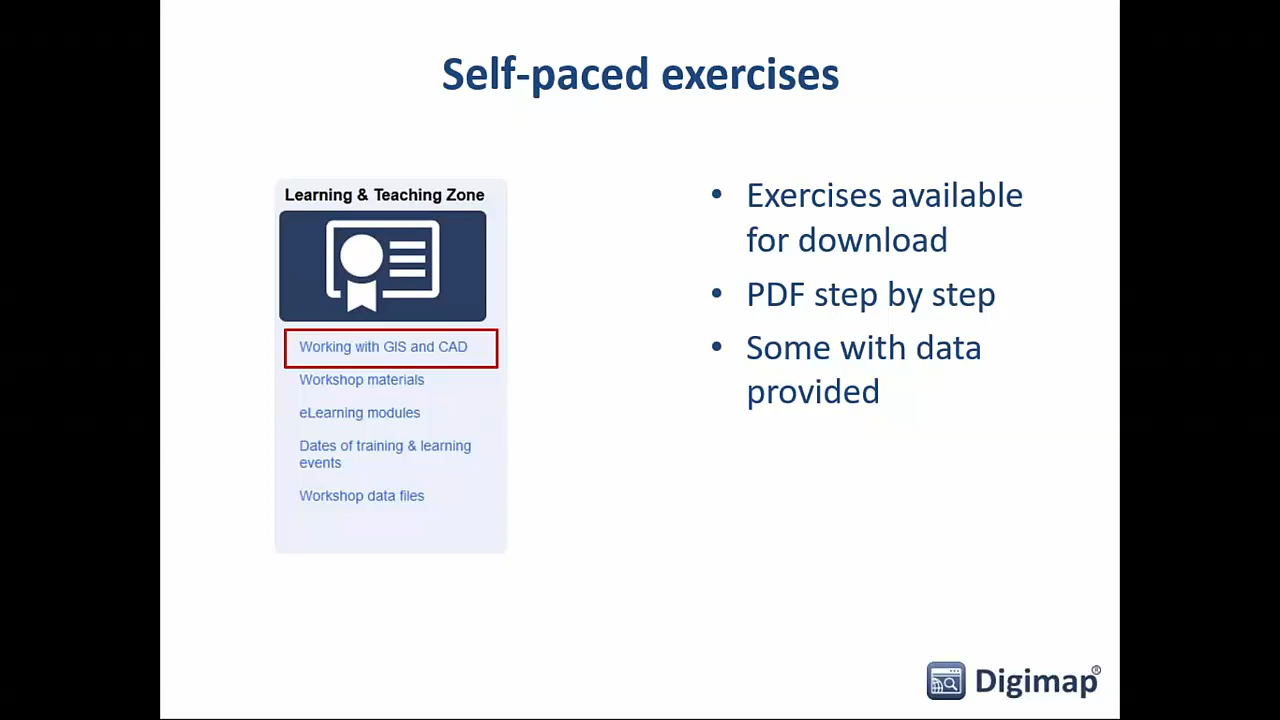 Self-paced exercises
Learning & Teaching Zone
Working with GIS and CAD
Workshop materials
eLearning modules
Dates of training & learning
events
Workshop data files
• Exercises available
for download
• PDF step by step
• Some with data
provided
Digimap®